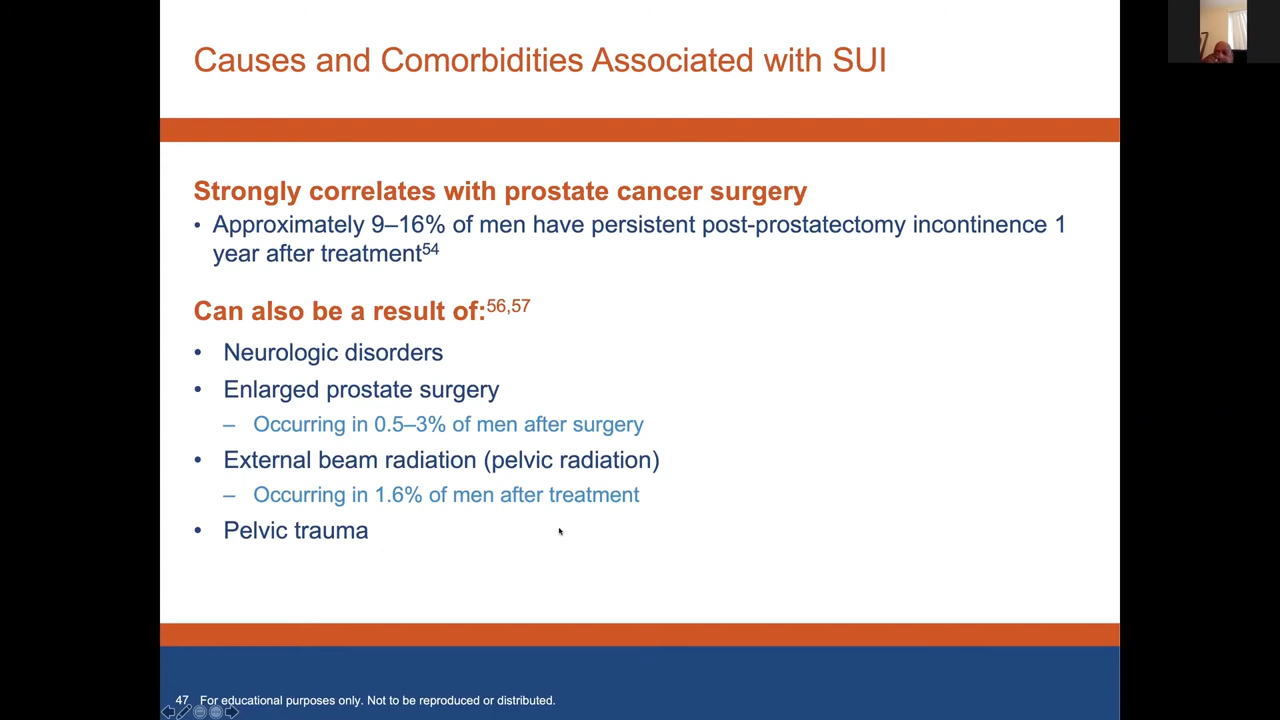 Causes and Comorbidities Associated with SUI
Strongly correlates with prostate cancer surgery
• Approximately 9–16% of men have persistent post-prostatectomy incontinence 1
year after treatment54
Can also be a result of:56,57
• Neurologic disorders
• Enlarged prostate surgery
– Occurring in 0.5–3% of men after surgery
• External beam radiation (pelvic radiation)
– Occurring in 1.6% of men after treatment
• Pelvic trauma
47 For educational purposes only. Not to be reproduced or distributed.